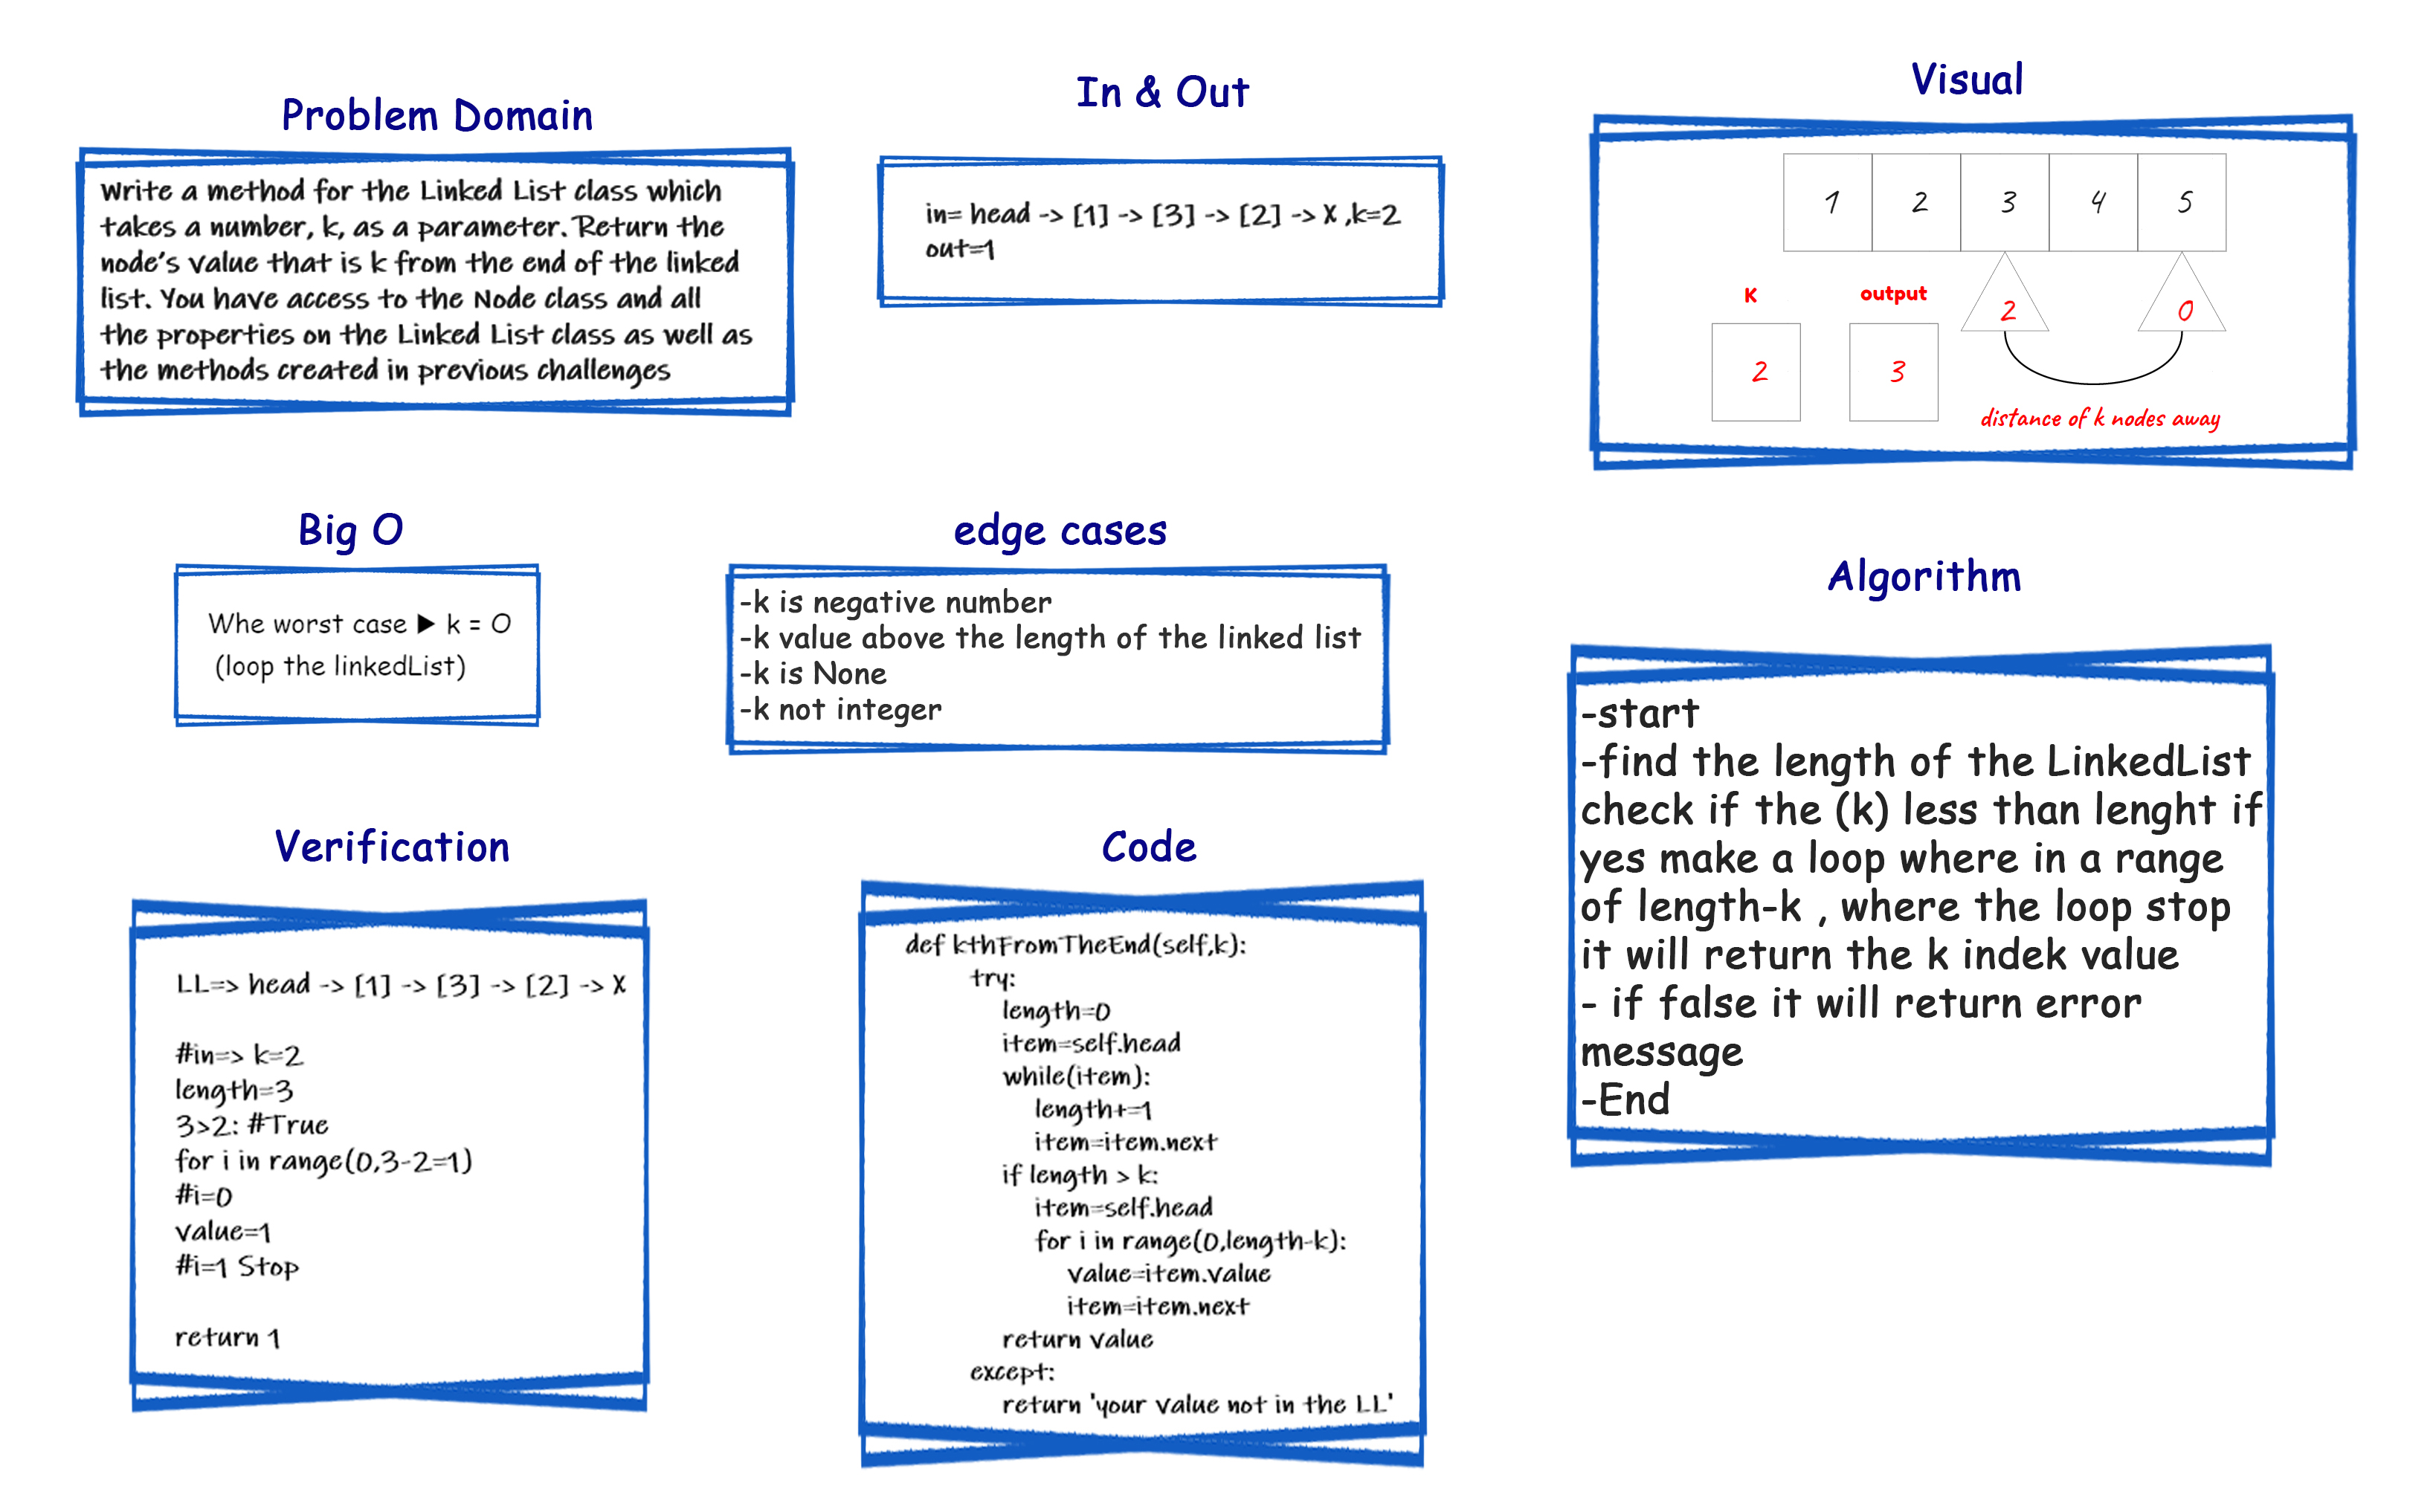 Problem Domain
Write a method for the Linked List class which
takes a number, k, as a parameter. Return the
node's value that is k from the end of the linked
list. You have access to the Node class and all
the properties on the Linked List class as well as
the methods created in previous challenges
In & Out
in= head -> [1] -> [3] -> [2] -> X ,k=2
out=1
Visual
1 2 3 4 5
K output
2 0
2 3
distance of k nodes away
Big O
Whe worst case ▶ k = O
(loop the linkedList)
edge cases
-k is negative number
-k value above the length of the linked list
-k is None
-k not integer
Algorithm
-start
-find the length of the LinkedList
check if the (k) less than lenght if
yes make a loop where in a range
of length-k , where the loop stop
it will return the k indek value
- if false it will return error
message
-End
Verification
LL=> head -> [1] -> [3] -> [2] -> X
#in=> k=2
length=3
3>2: #True
for i in range(0,3-2=1)
#i=0
value=1
#i=1 Stop
return 1
Code
def kthFromTheEnd(self,k):
try:
length=0
item=self.head
while(item):
length+=1
item=item.next
if length > k:
item=self.head
for i in range(0,length-k):
value=item.value
item=item.next
return value
except:
return 'your value not in the LL'